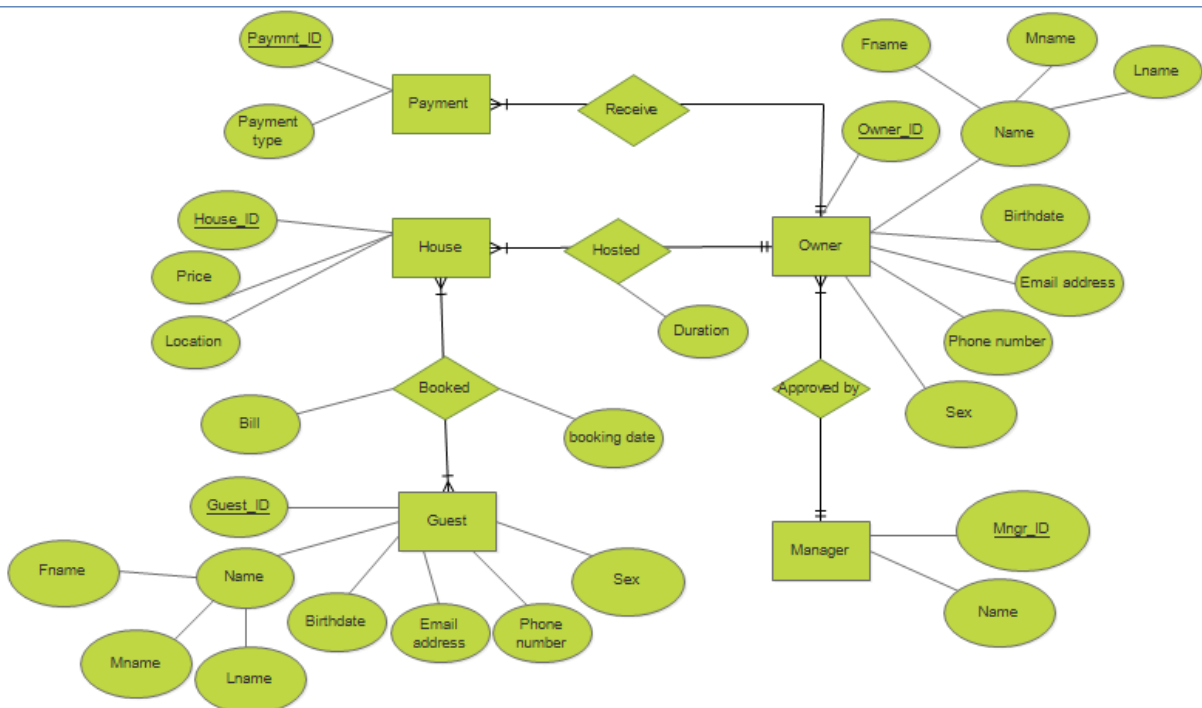 Paymnt_ID
Payment
type
Payment
Receive
Fname
Mname
Lname
Name
Owner_ID
House_ID
Price
Location
House
Hosted
Duration
Owner
Birthdate
Email address
Phone number
Sex
Bill
Booked
booking date
Approved by
Guest_ID
Guest
Fname
Name
Mname
Lname
Birthdate
Email
address
Phone
number
Sex
Manager
Mngr_ID
Name